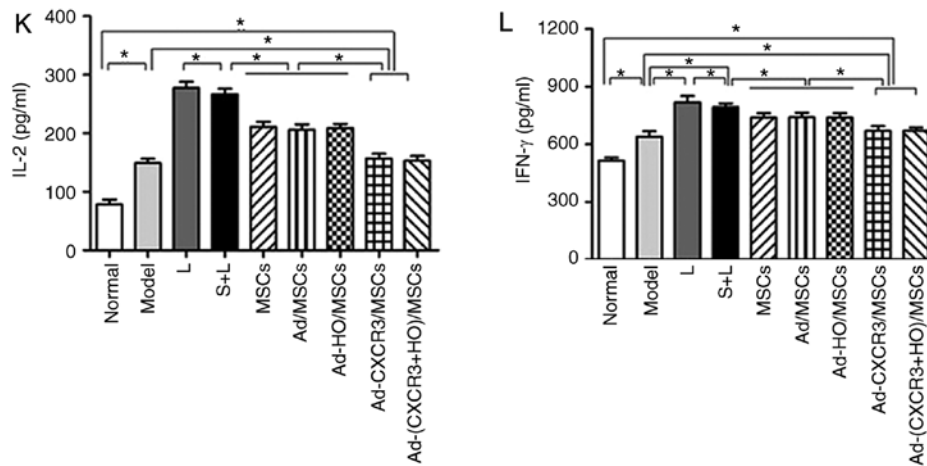 K
IL-2 (pg/ml)
400
300
200
100
0
*
*
*
*
*
*
Normal
Model
L
S+L
MSCs
Ad/MSCs
Ad-HO/MSCs
Ad-CXCR3/MSCs
Ad-(CXCR3+HO)/MSCs
L
IFN-γ (pg/ml)
1200
900
600
300
0
*
*
*
*
*
*
*
*
Normal
Model
L
S+L
MSCs
Ad/MSCs
Ad-HO/MSCs
Ad-CXCR3/MSCs
Ad-(CXCR3+HO)/MSCs